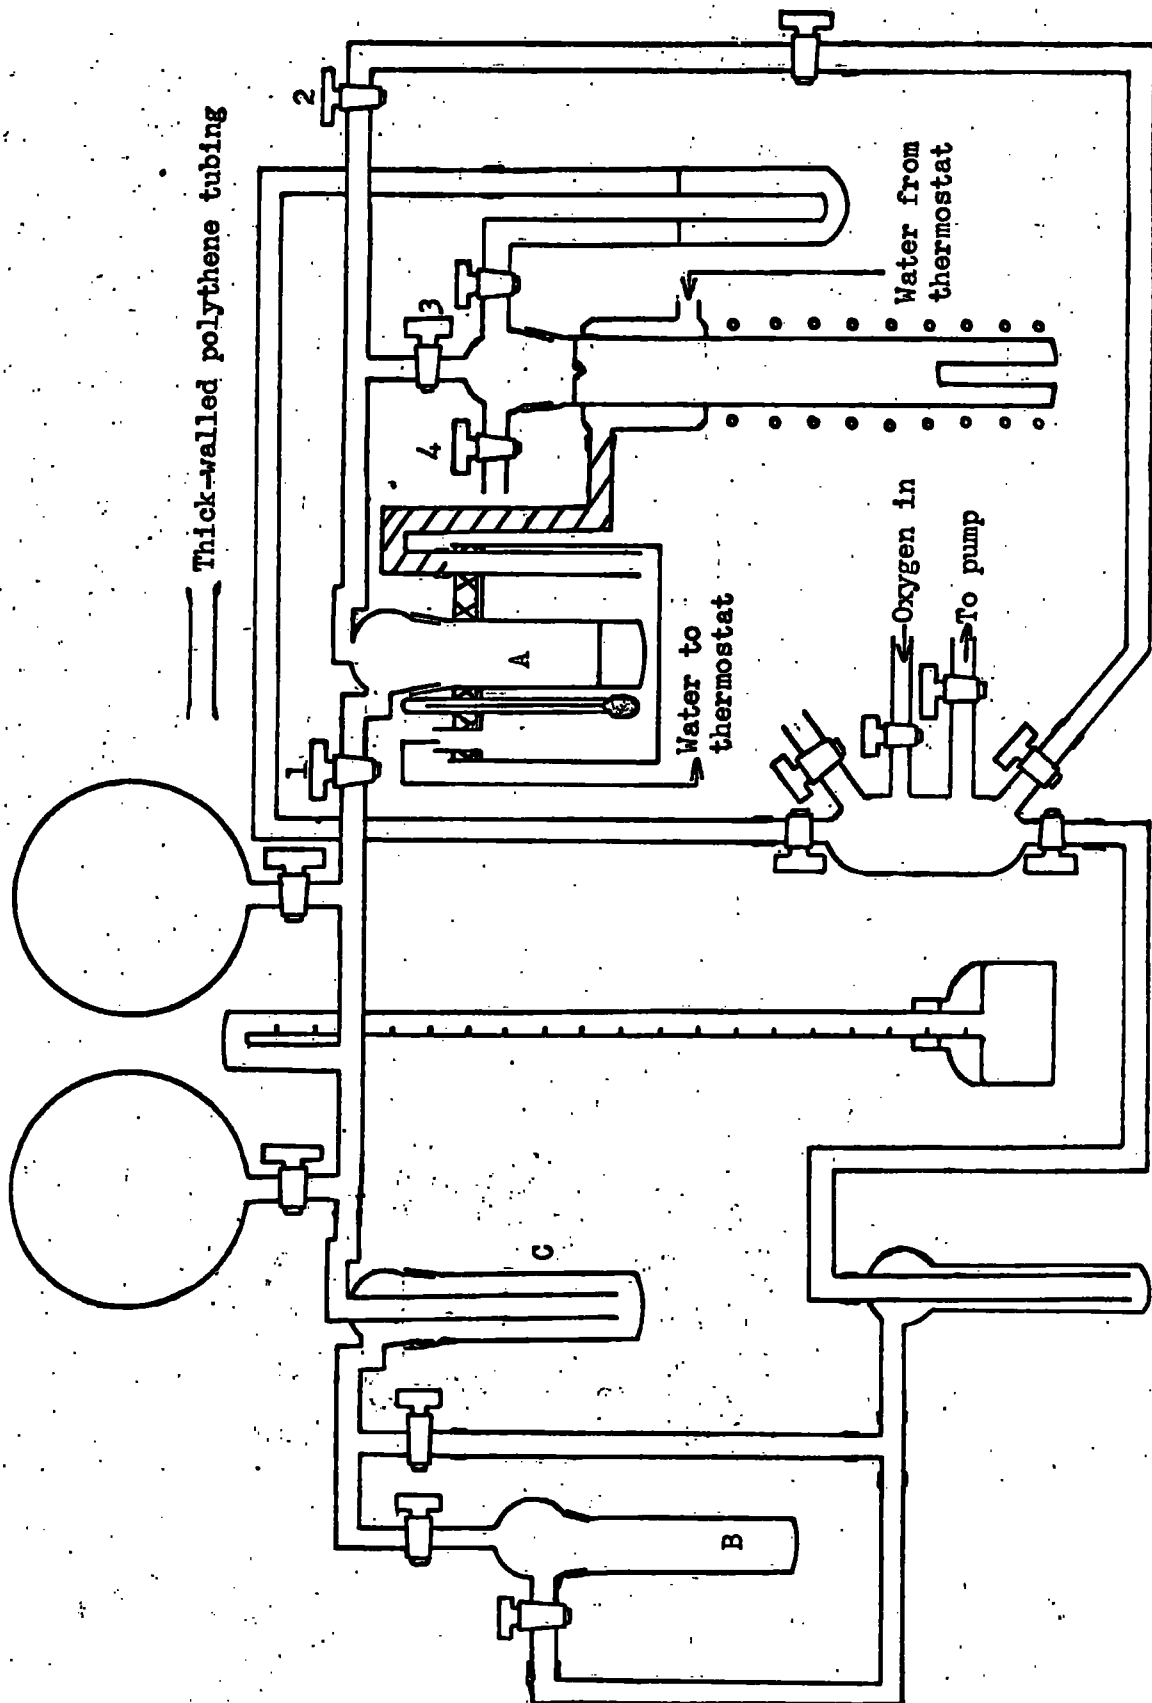 Thick-walled polythene tubing
2
3
4
1
Water from
thermostat
A
Water to
thermostat
Oxygen in
To pump
C
B